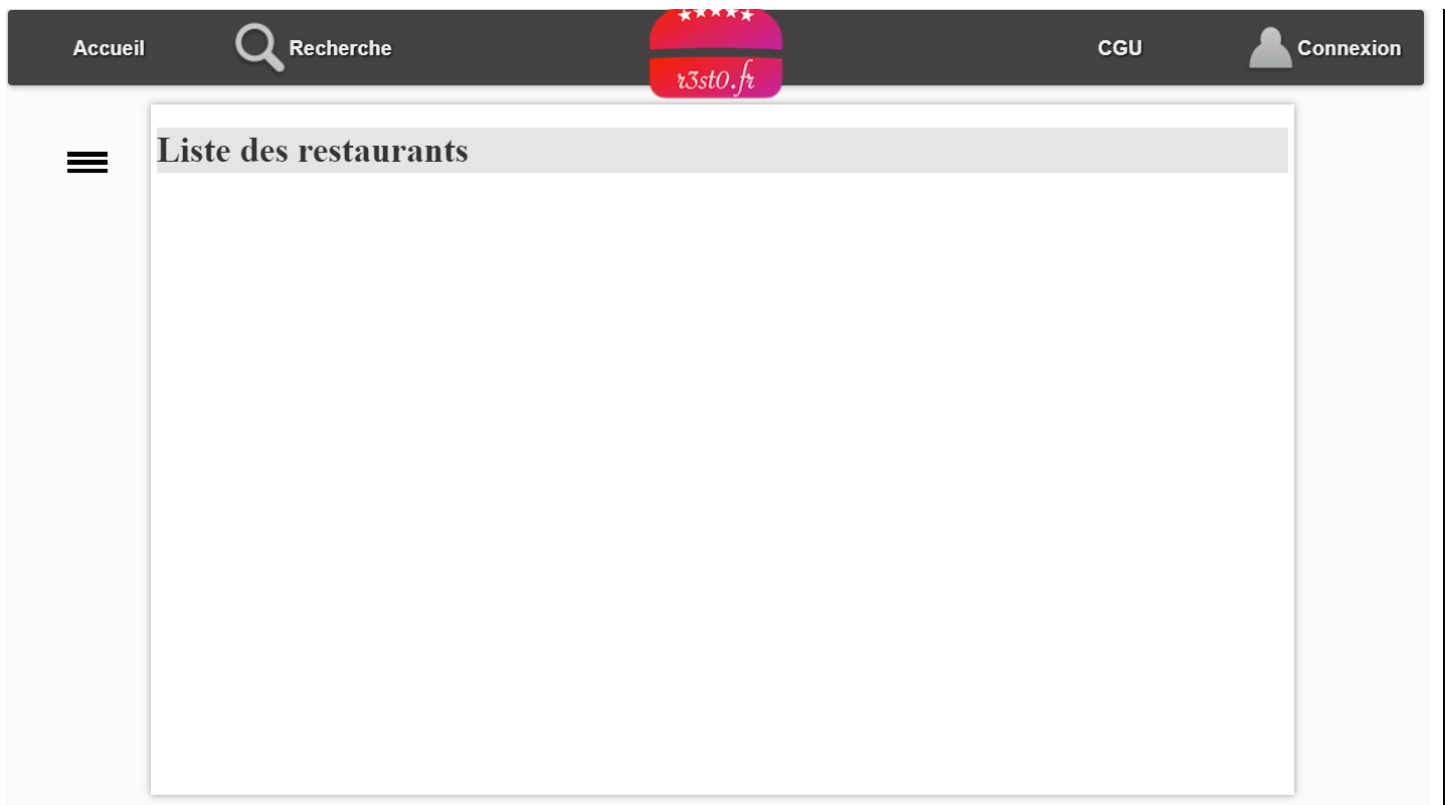 Accueil
Recherche
r3st0.fr
CGU
Connexion
Liste des restaurants